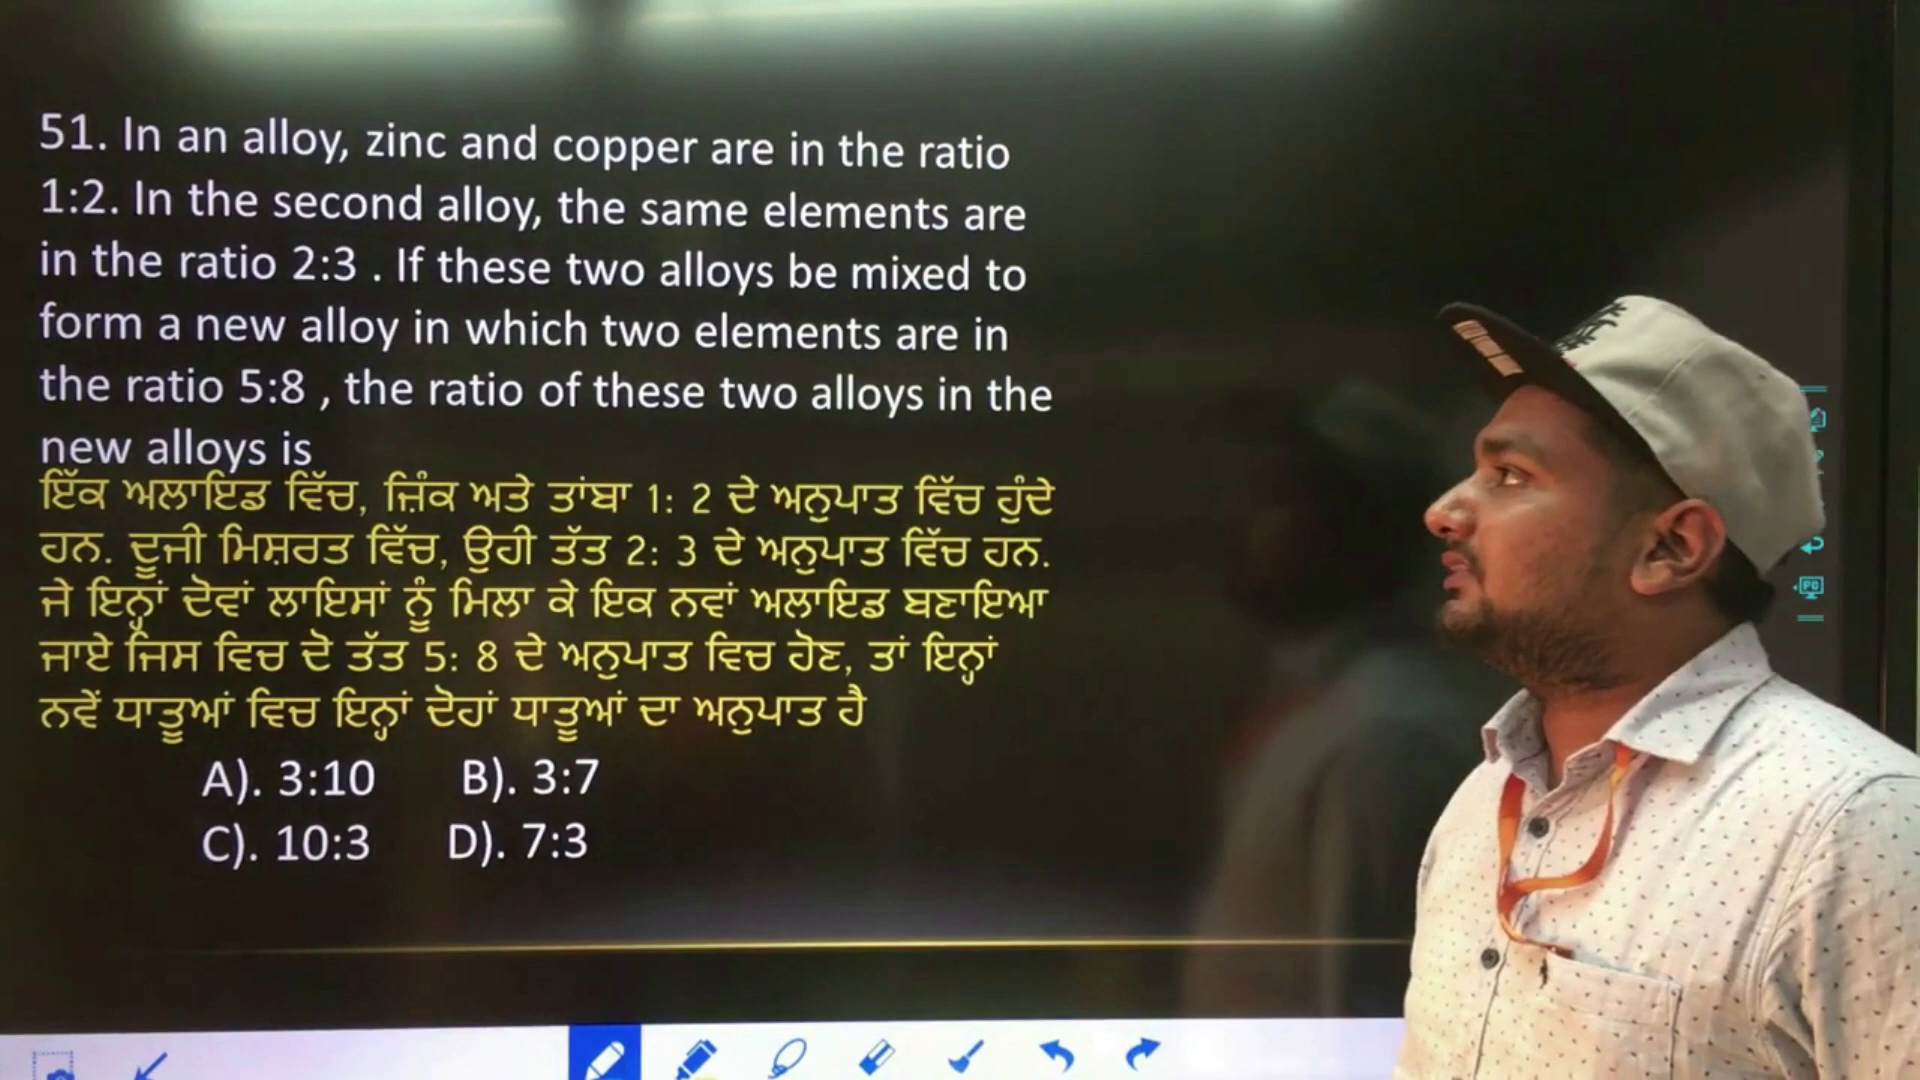 51. In an alloy, zinc and copper are in the ratio
1:2. In the second alloy, the same elements are
in the ratio 2:3 . If these two alloys be mixed to
form a new alloy in which two elements are in
the ratio 5:8 , the ratio of these two alloys in the
new alloys is
ਇੱਕ ਅਲਾਇਡ ਵਿੱਚ, ਜ਼ਿੰਕ ਅਤੇ ਤਾਂਬਾ 1: 2 ਦੇ ਅਨੁਪਾਤ ਵਿੱਚ ਹੁੰਦੇ
ਹਨ. ਦੂਜੀ ਮਿਸ਼ਰਤ ਵਿੱਚ, ਉਹੀ ਤੱਤ 2: 3 ਦੇ ਅਨੁਪਾਤ ਵਿੱਚ ਹਨ.
ਜੇ ਇਨ੍ਹਾਂ ਦੋਵਾਂ ਲਾਇਸਾਂ ਨੂੰ ਮਿਲਾ ਕੇ ਇਕ ਨਵਾਂ ਅਲਾਇਡ ਬਣਾਇਆ
ਜਾਏ ਜਿਸ ਵਿਚ ਦੋ ਤੱਤ 5: 8 ਦੇ ਅਨੁਪਾਤ ਵਿਚ ਹੋਣ, ਤਾਂ ਇਨ੍ਹਾਂ
ਨਵੇਂ ਧਾਤੂਆਂ ਵਿਚ ਇਨ੍ਹਾਂ ਦੋਹਾਂ ਧਾਤੂਆਂ ਦਾ ਅਨੁਪਾਤ ਹੈ
A). 3:10 B). 3:7
C). 10:3 D). 7:3
PC